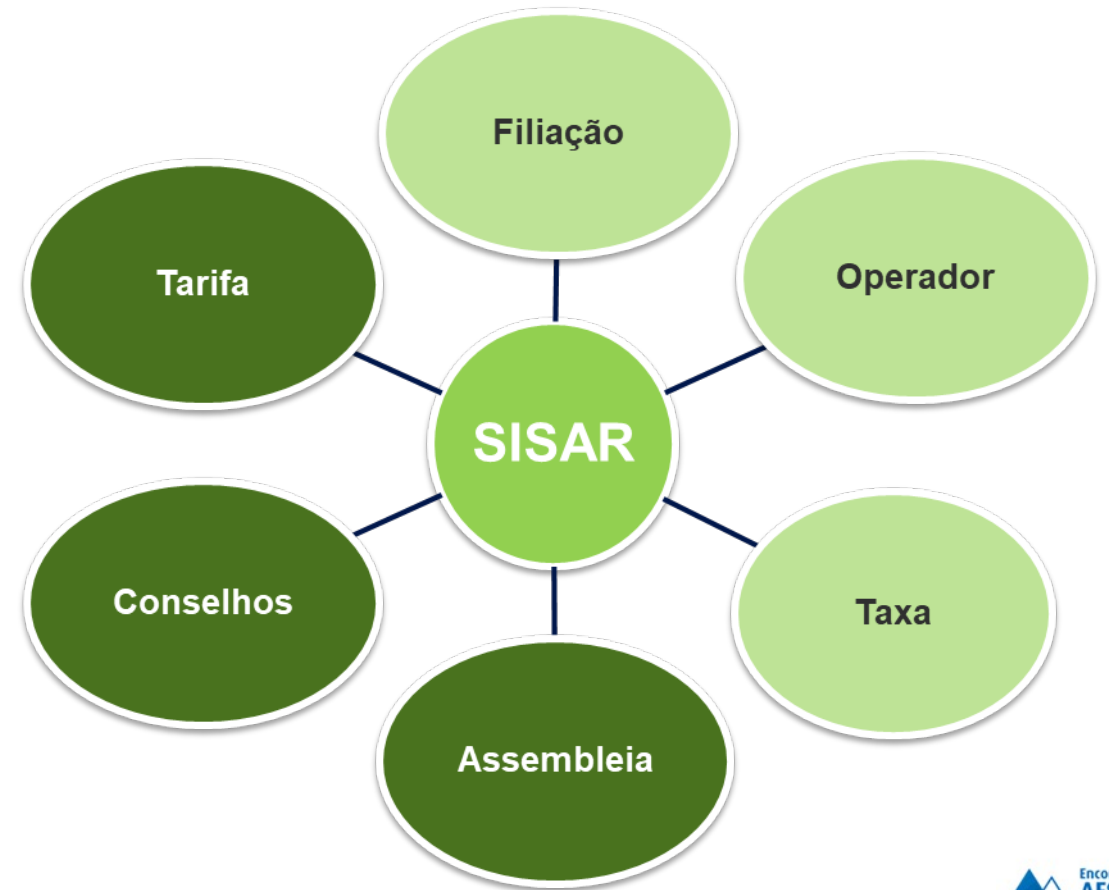 Filiação
Operador
Taxa
Assembleia
Conselhos
Tarifa
SISAR